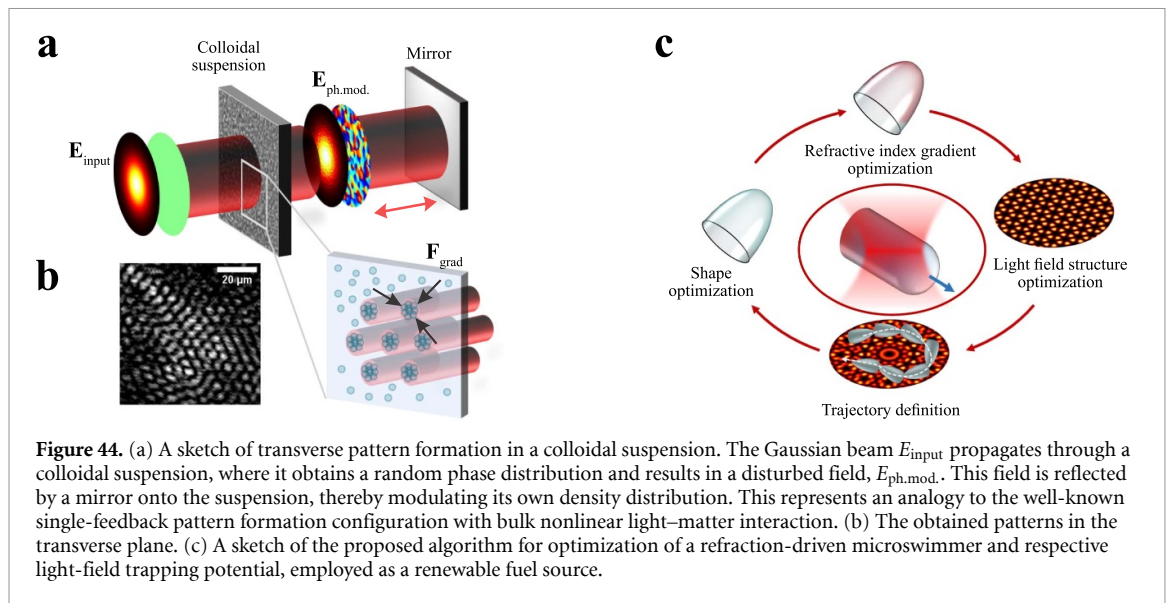 a
Colloidal
suspension
Mirror
E_ph.mod.
E_input
b
20 µm
F_grad
c
Refractive index gradient
optimization
Shape
optimization
Light field structure
optimization
Trajectory definition
Figure 44. (a) A sketch of transverse pattern formation in a colloidal suspension. The Gaussian beam E_input propagates through a
colloidal suspension, where it obtains a random phase distribution and results in a disturbed field, E_ph.mod.. This field is reflected
by a mirror onto the suspension, thereby modulating its own density distribution. This represents an analogy to the well-known
single-feedback pattern formation configuration with bulk nonlinear light–matter interaction. (b) The obtained patterns in the
transverse plane. (c) A sketch of the proposed algorithm for optimization of a refraction-driven microswimmer and respective
light-field trapping potential, employed as a renewable fuel source.